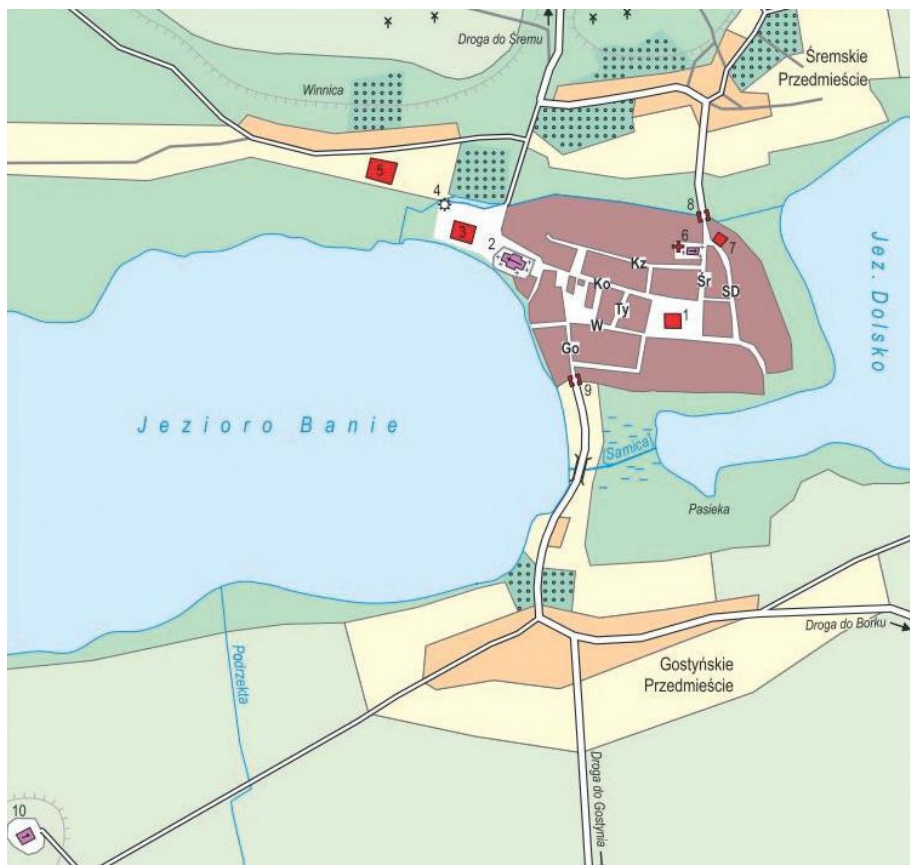 Droga do Śremu
Śremskie
Przedmieście
Winnica
5
4
3
2
8
6
7
Kz
Śr
SD
Ko
Ty
1
W
Go
9
Jez. Dolsko
Jezioro Banie
Samica
Pasieka
Droga do Borku
Gostyńskie
Przedmieście
Podrzekta
Droga do Gostynia
10